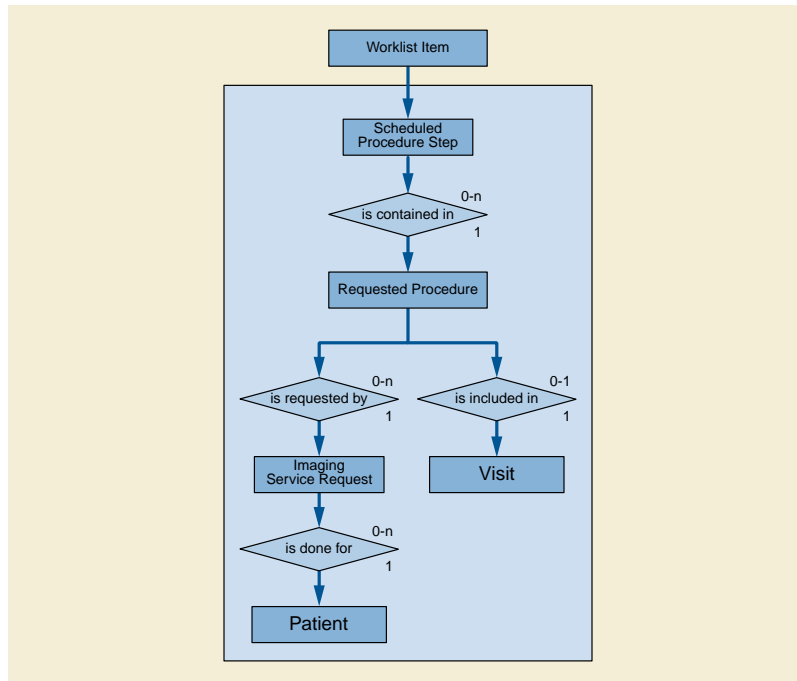 Worklist Item
Scheduled
Procedure Step
0-n
is contained in
1
Requested Procedure
0-n
is requested by
1
0-1
is included in
1
Imaging
Service Request
Visit
0-n
is done for
1
Patient